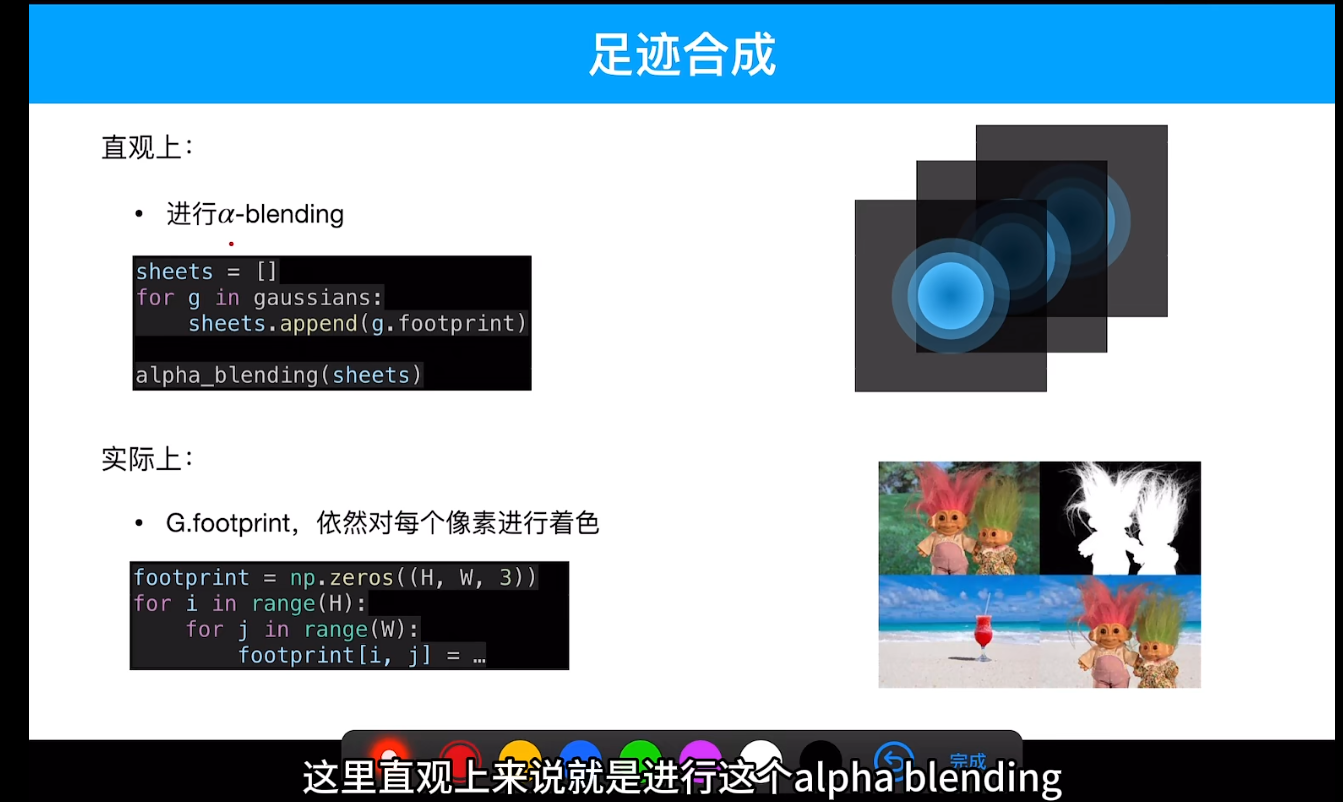 足迹合成
直观上：
• 进行α-blending
sheets = []
for g in gaussians:
    sheets.append(g.footprint)
alpha_blending(sheets)
实际上：
• G.footprint，依然对每个像素进行着色
footprint = np.zeros((H, W, 3))
for i in range(H):
    for j in range(W):
        footprint[i, j] = …
完成
这里直观上来说就是进行这个alpha blending